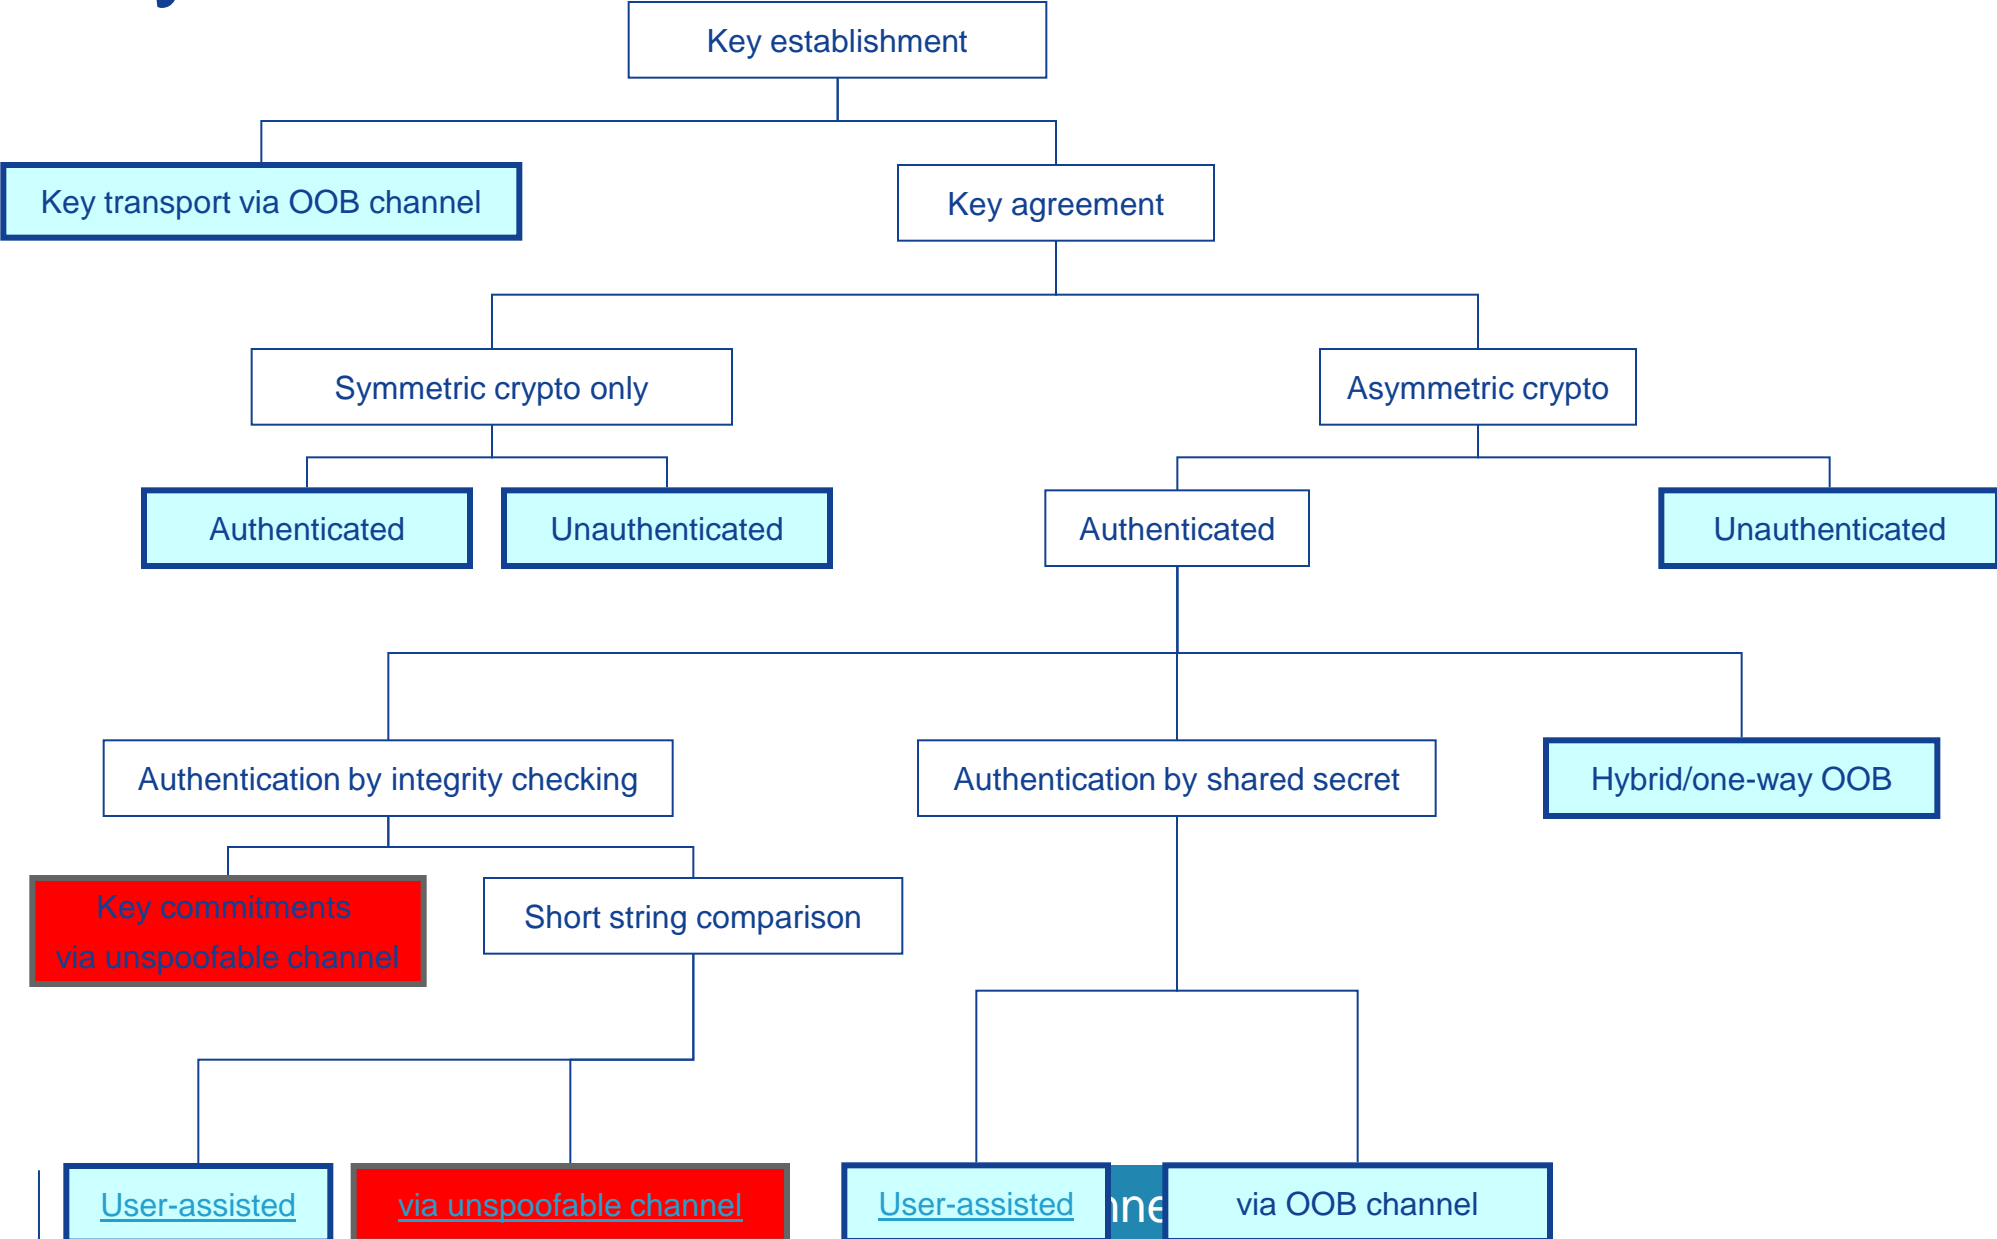 Key establishment
Key transport via OOB channel
Key agreement
Symmetric crypto only
Asymmetric crypto
Authenticated
Unauthenticated
Authenticated
Unauthenticated
Authentication by integrity checking
Authentication by shared secret
Hybrid/one-way OOB
Key commitments
via unspoofable channel
Short string comparison
User-assisted
via unspoofable channel
User-assisted
via OOB channel